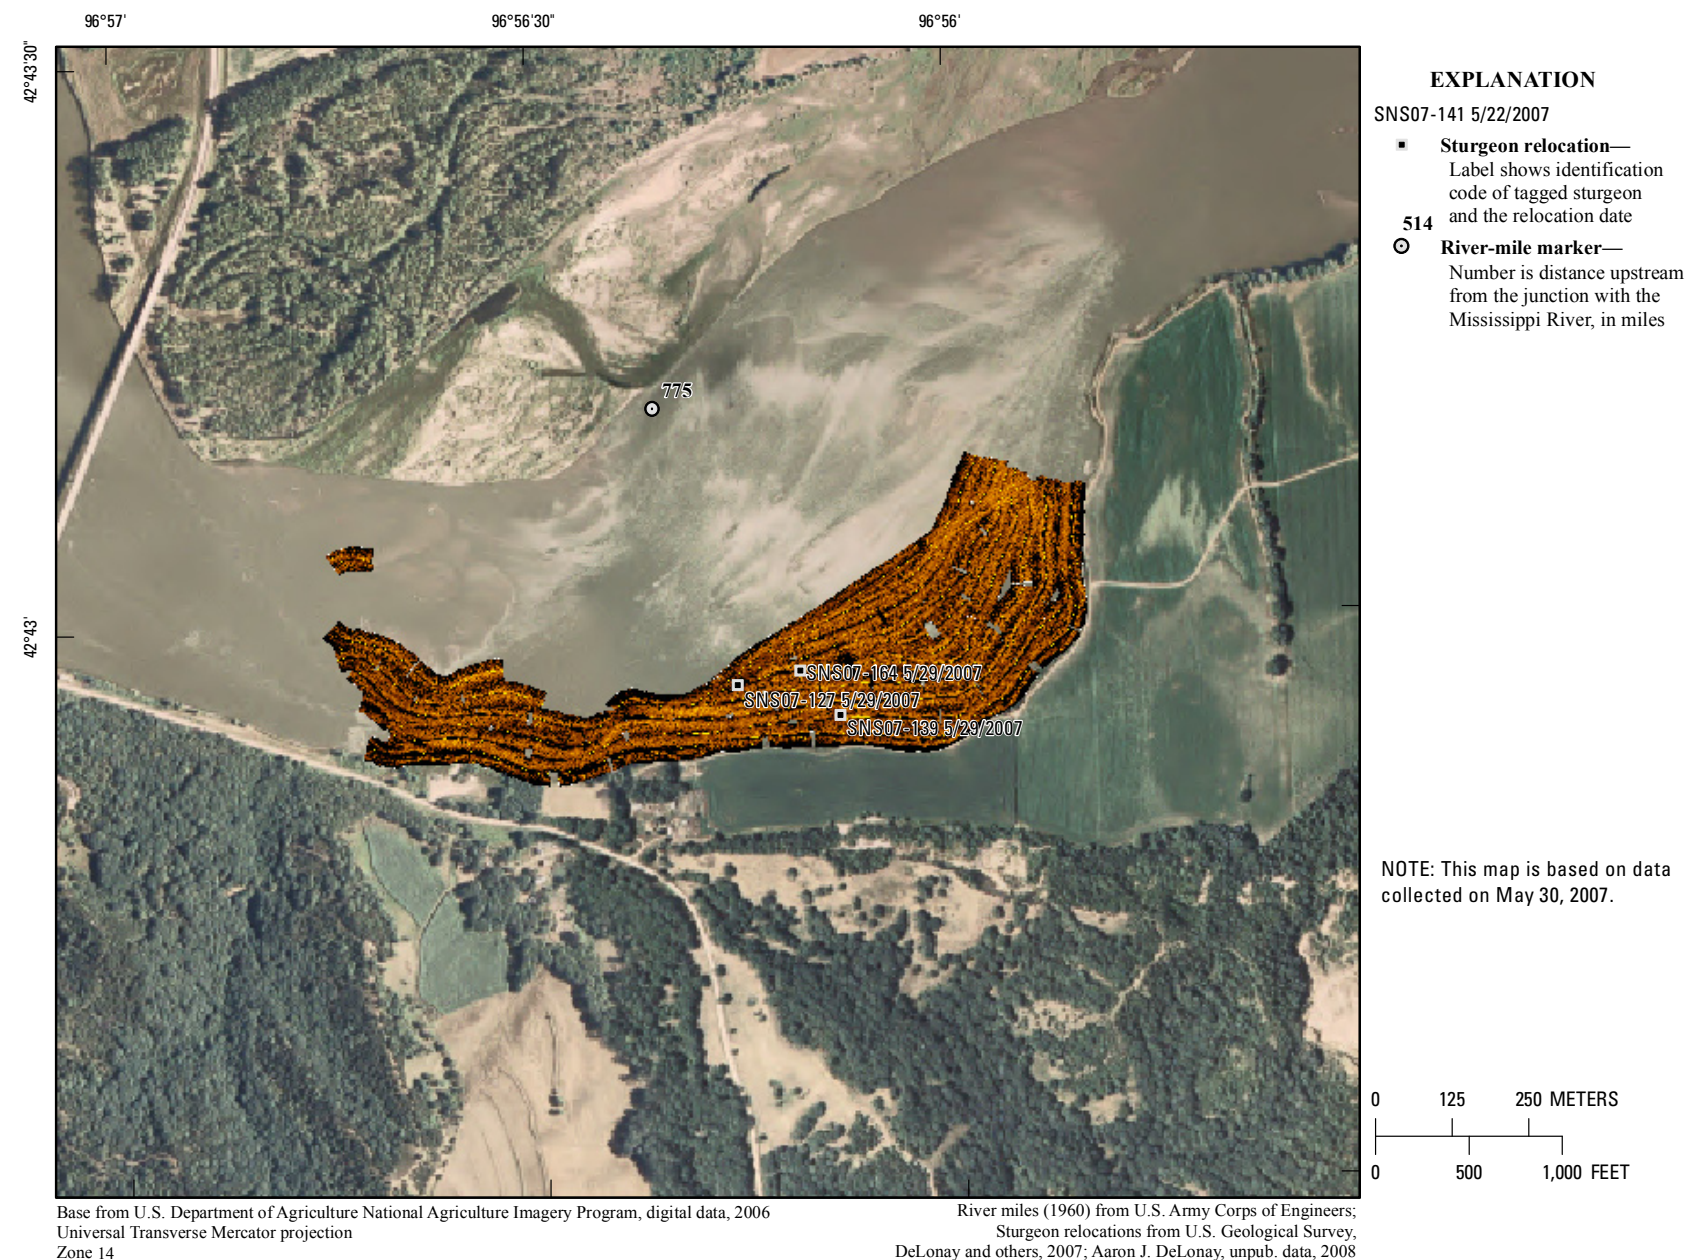 96°57'
96°56'30"
96°56'
42°43'30"
42°43'
775
SNS07-164 5/29/2007
SNS07-127 5/29/2007
SNS07-139 5/29/2007
EXPLANATION
SNS07-141 5/22/2007
Sturgeon relocation—
Label shows identification
code of tagged sturgeon
and the relocation date
514
River-mile marker—
Number is distance upstream
from the junction with the
Mississippi River, in miles
NOTE: This map is based on data
collected on May 30, 2007.
0 125 250 METERS
0 500 1,000 FEET
Base from U.S. Department of Agriculture National Agriculture Imagery Program, digital data, 2006
Universal Transverse Mercator projection
Zone 14
River miles (1960) from U.S. Army Corps of Engineers;
Sturgeon relocations from U.S. Geological Survey,
DeLonay and others, 2007; Aaron J. DeLonay, unpub. data, 2008